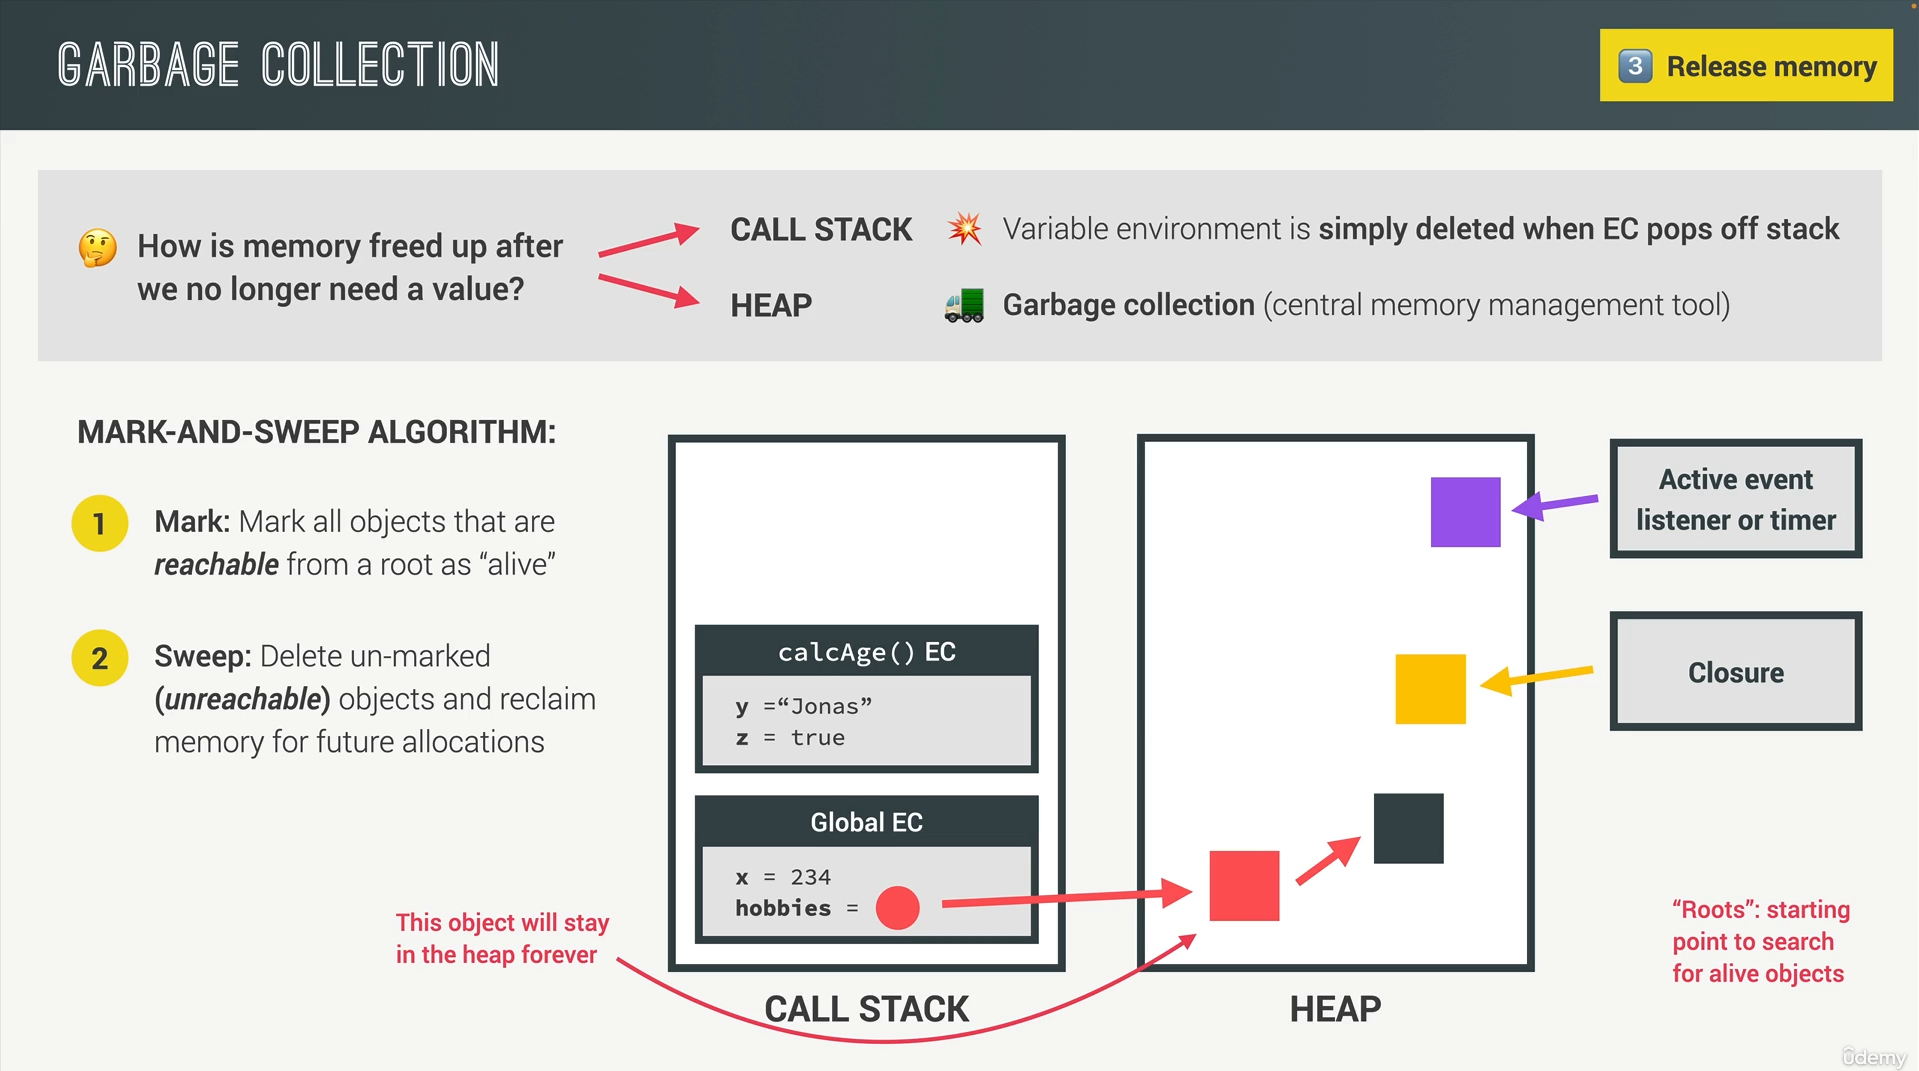 GARBAGE COLLECTION
3 Release memory
How is memory freed up after
we no longer need a value?
CALL STACK
Variable environment is simply deleted when EC pops off stack
HEAP
Garbage collection (central memory management tool)
MARK-AND-SWEEP ALGORITHM:
1
Mark: Mark all objects that are
reachable from a root as “alive”
2
Sweep: Delete un-marked
(unreachable) objects and reclaim
memory for future allocations
calcAge() EC
y =“Jonas”
z = true
Global EC
x = 234
hobbies =
This object will stay
in the heap forever
CALL STACK
HEAP
Active event
listener or timer
Closure
“Roots”: starting
point to search
for alive objects
ûdemy